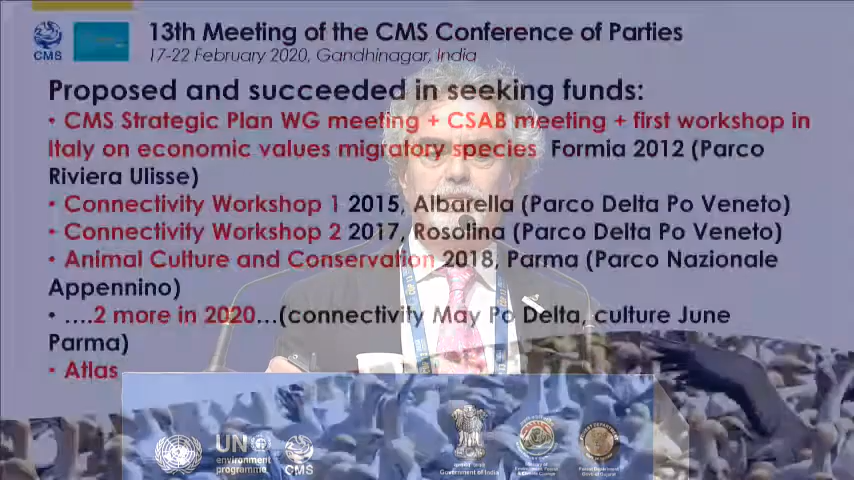 13th Meeting of the CMS Conference of Parties
17-22 February 2020, Gandhinagar, India
CMS
Proposed and succeeded in seeking funds:
• CMS Strategic Plan WG meeting + CSAB meeting + first workshop in
Italy on economic values migratory species Formia 2012 (Parco
Riviera Ulisse)
• Connectivity Workshop 1 2015, Albarella (Parco Delta Po Veneto)
• Connectivity Workshop 2 2017, Rosolina (Parco Delta Po Veneto)
• Animal Culture and Conservation 2018, Parma (Parco Nazionale
Appennino)
• ....2 more in 2020...(connectivity May Po Delta, culture June
Parma)
• Atlas
UN
environment
programme
CMS
Government of India